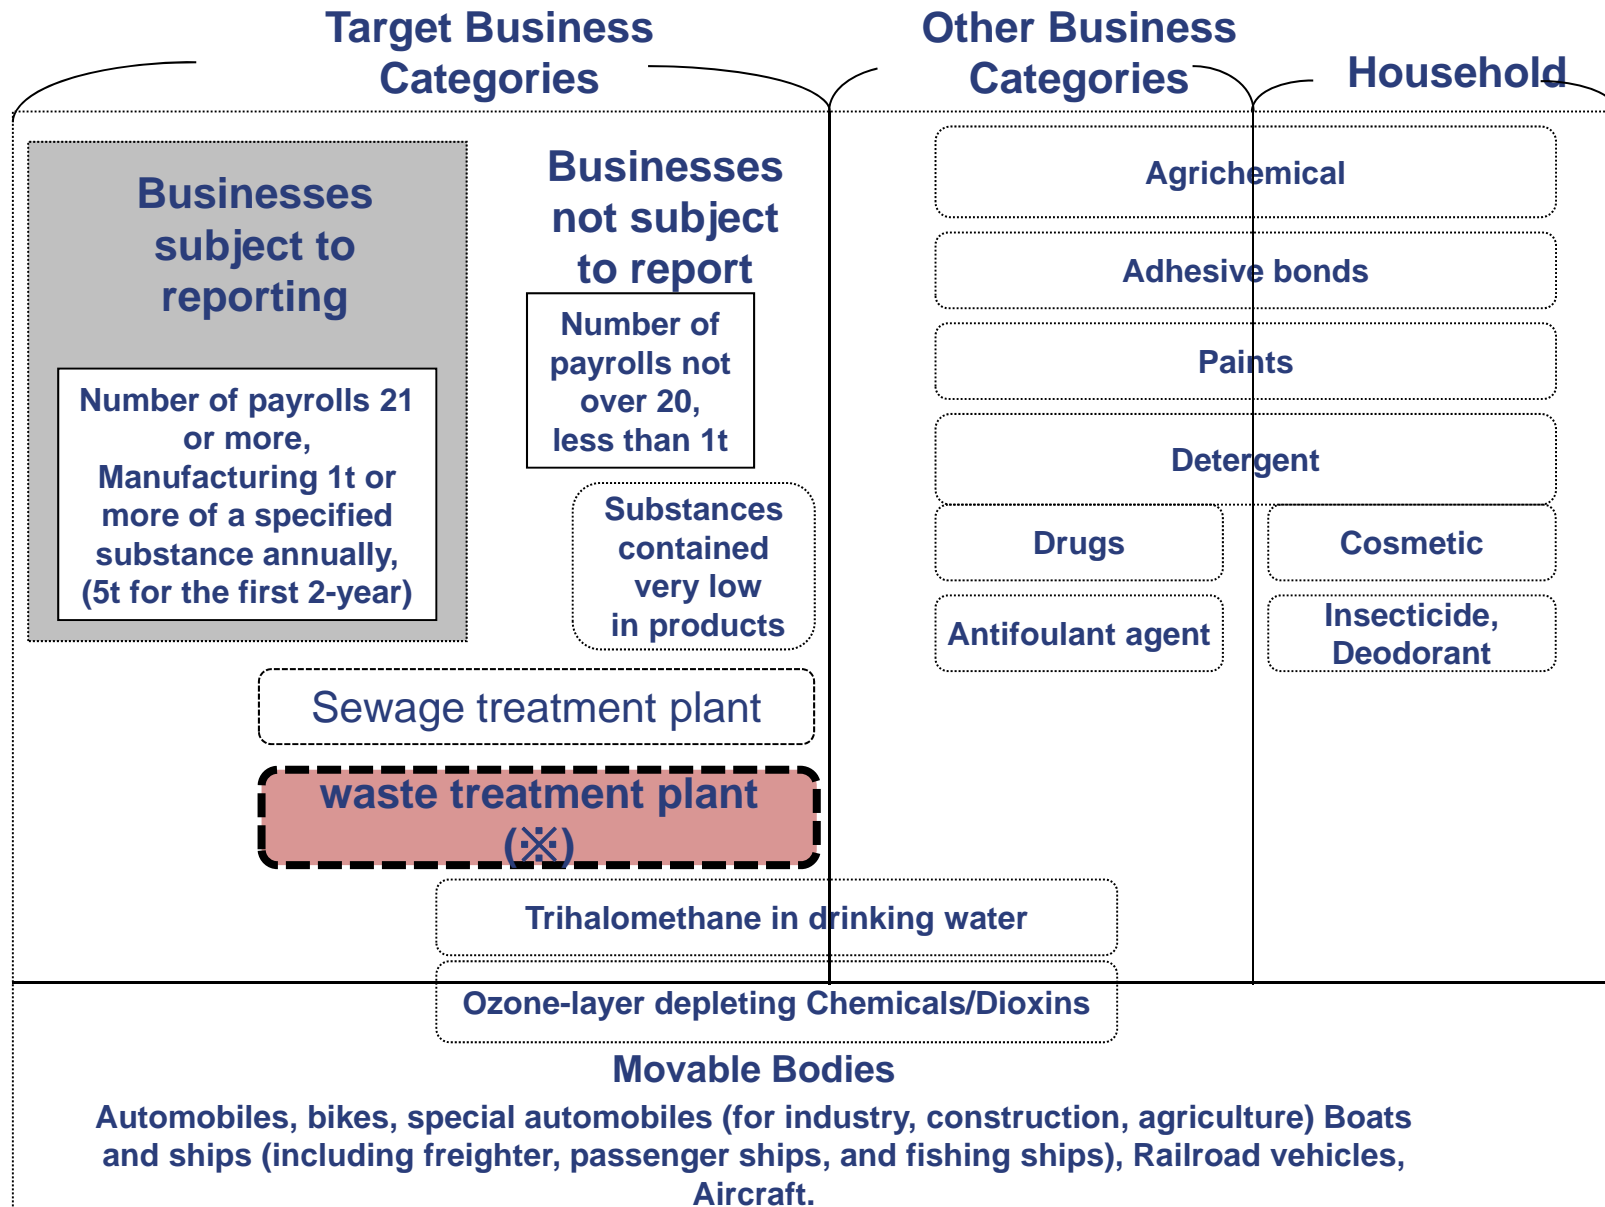 Target Business
Categories
Other Business
Categories
Household
Businesses
subject to
reporting
Number of payrolls 21
or more,
Manufacturing 1t or
more of a specified
substance annually,
(5t for the first 2-year)
Businesses
not subject
to report
Number of
payrolls not
over 20,
less than 1t
Substances
contained
very low
in products
Sewage treatment plant
waste treatment plant
(※)
Agrichemical
Adhesive bonds
Paints
Detergent
Drugs
Cosmetic
Antifoulant agent
Insecticide,
Deodorant
Trihalomethane in drinking water
Ozone-layer depleting Chemicals/Dioxins
Movable Bodies
Automobiles, bikes, special automobiles (for industry, construction, agriculture) Boats
and ships (including freighter, passenger ships, and fishing ships), Railroad vehicles,
Aircraft.